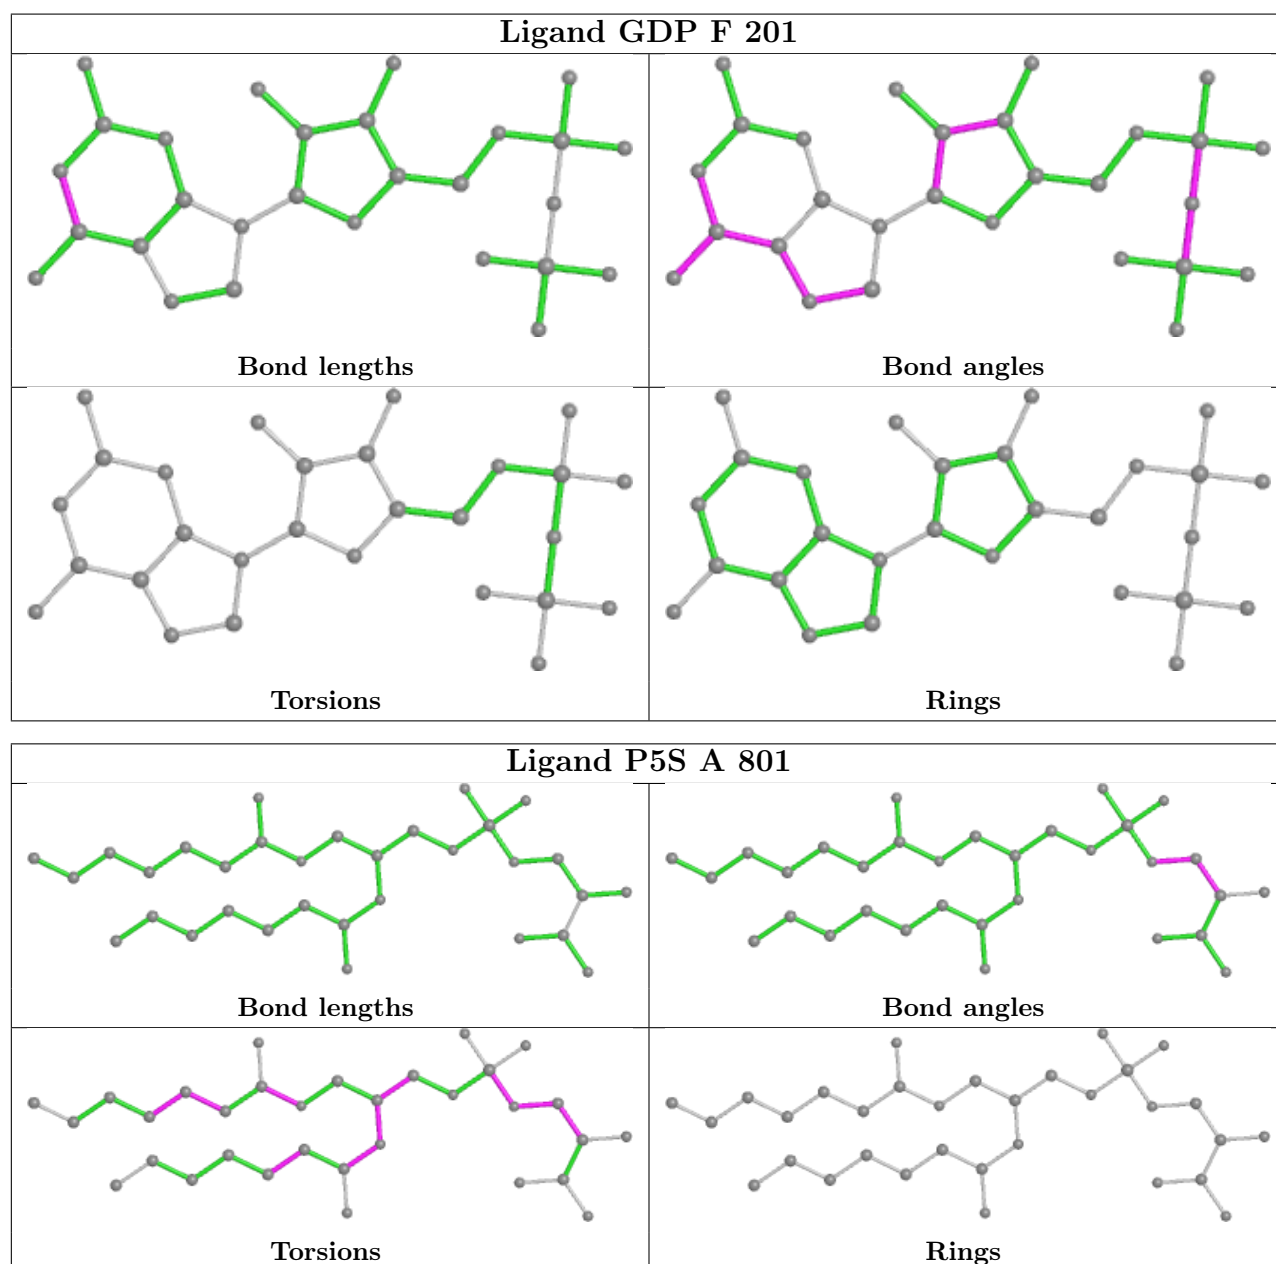 Ligand GDP F 201
Bond lengths
Bond angles
Torsions
Rings
Ligand P5S A 801
Bond lengths
Bond angles
Torsions
Rings